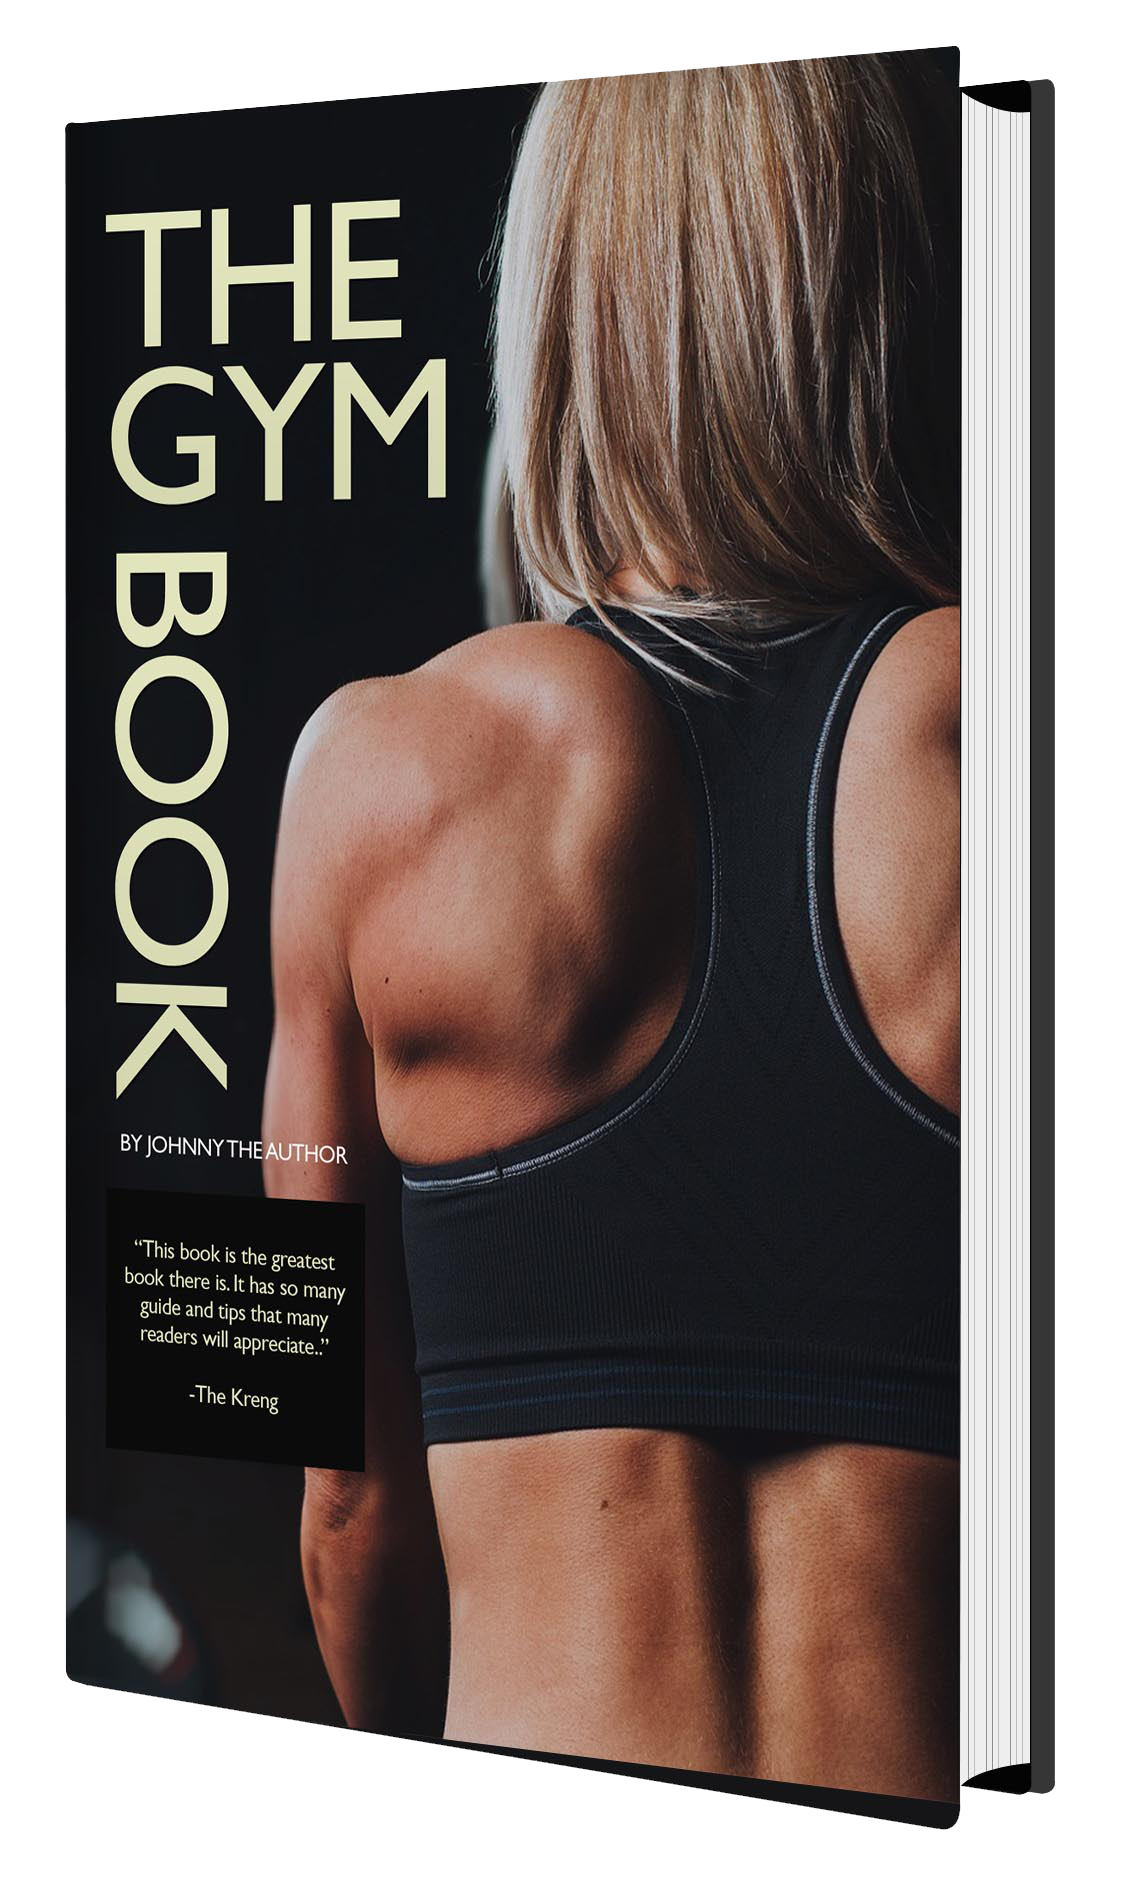 THE
GYM
BOOK
BY JOHNNY THE AUTHOR
“This book is the greatest
book there is. It has so many
guide and tips that many
readers will appreciate..”
-The Kreng